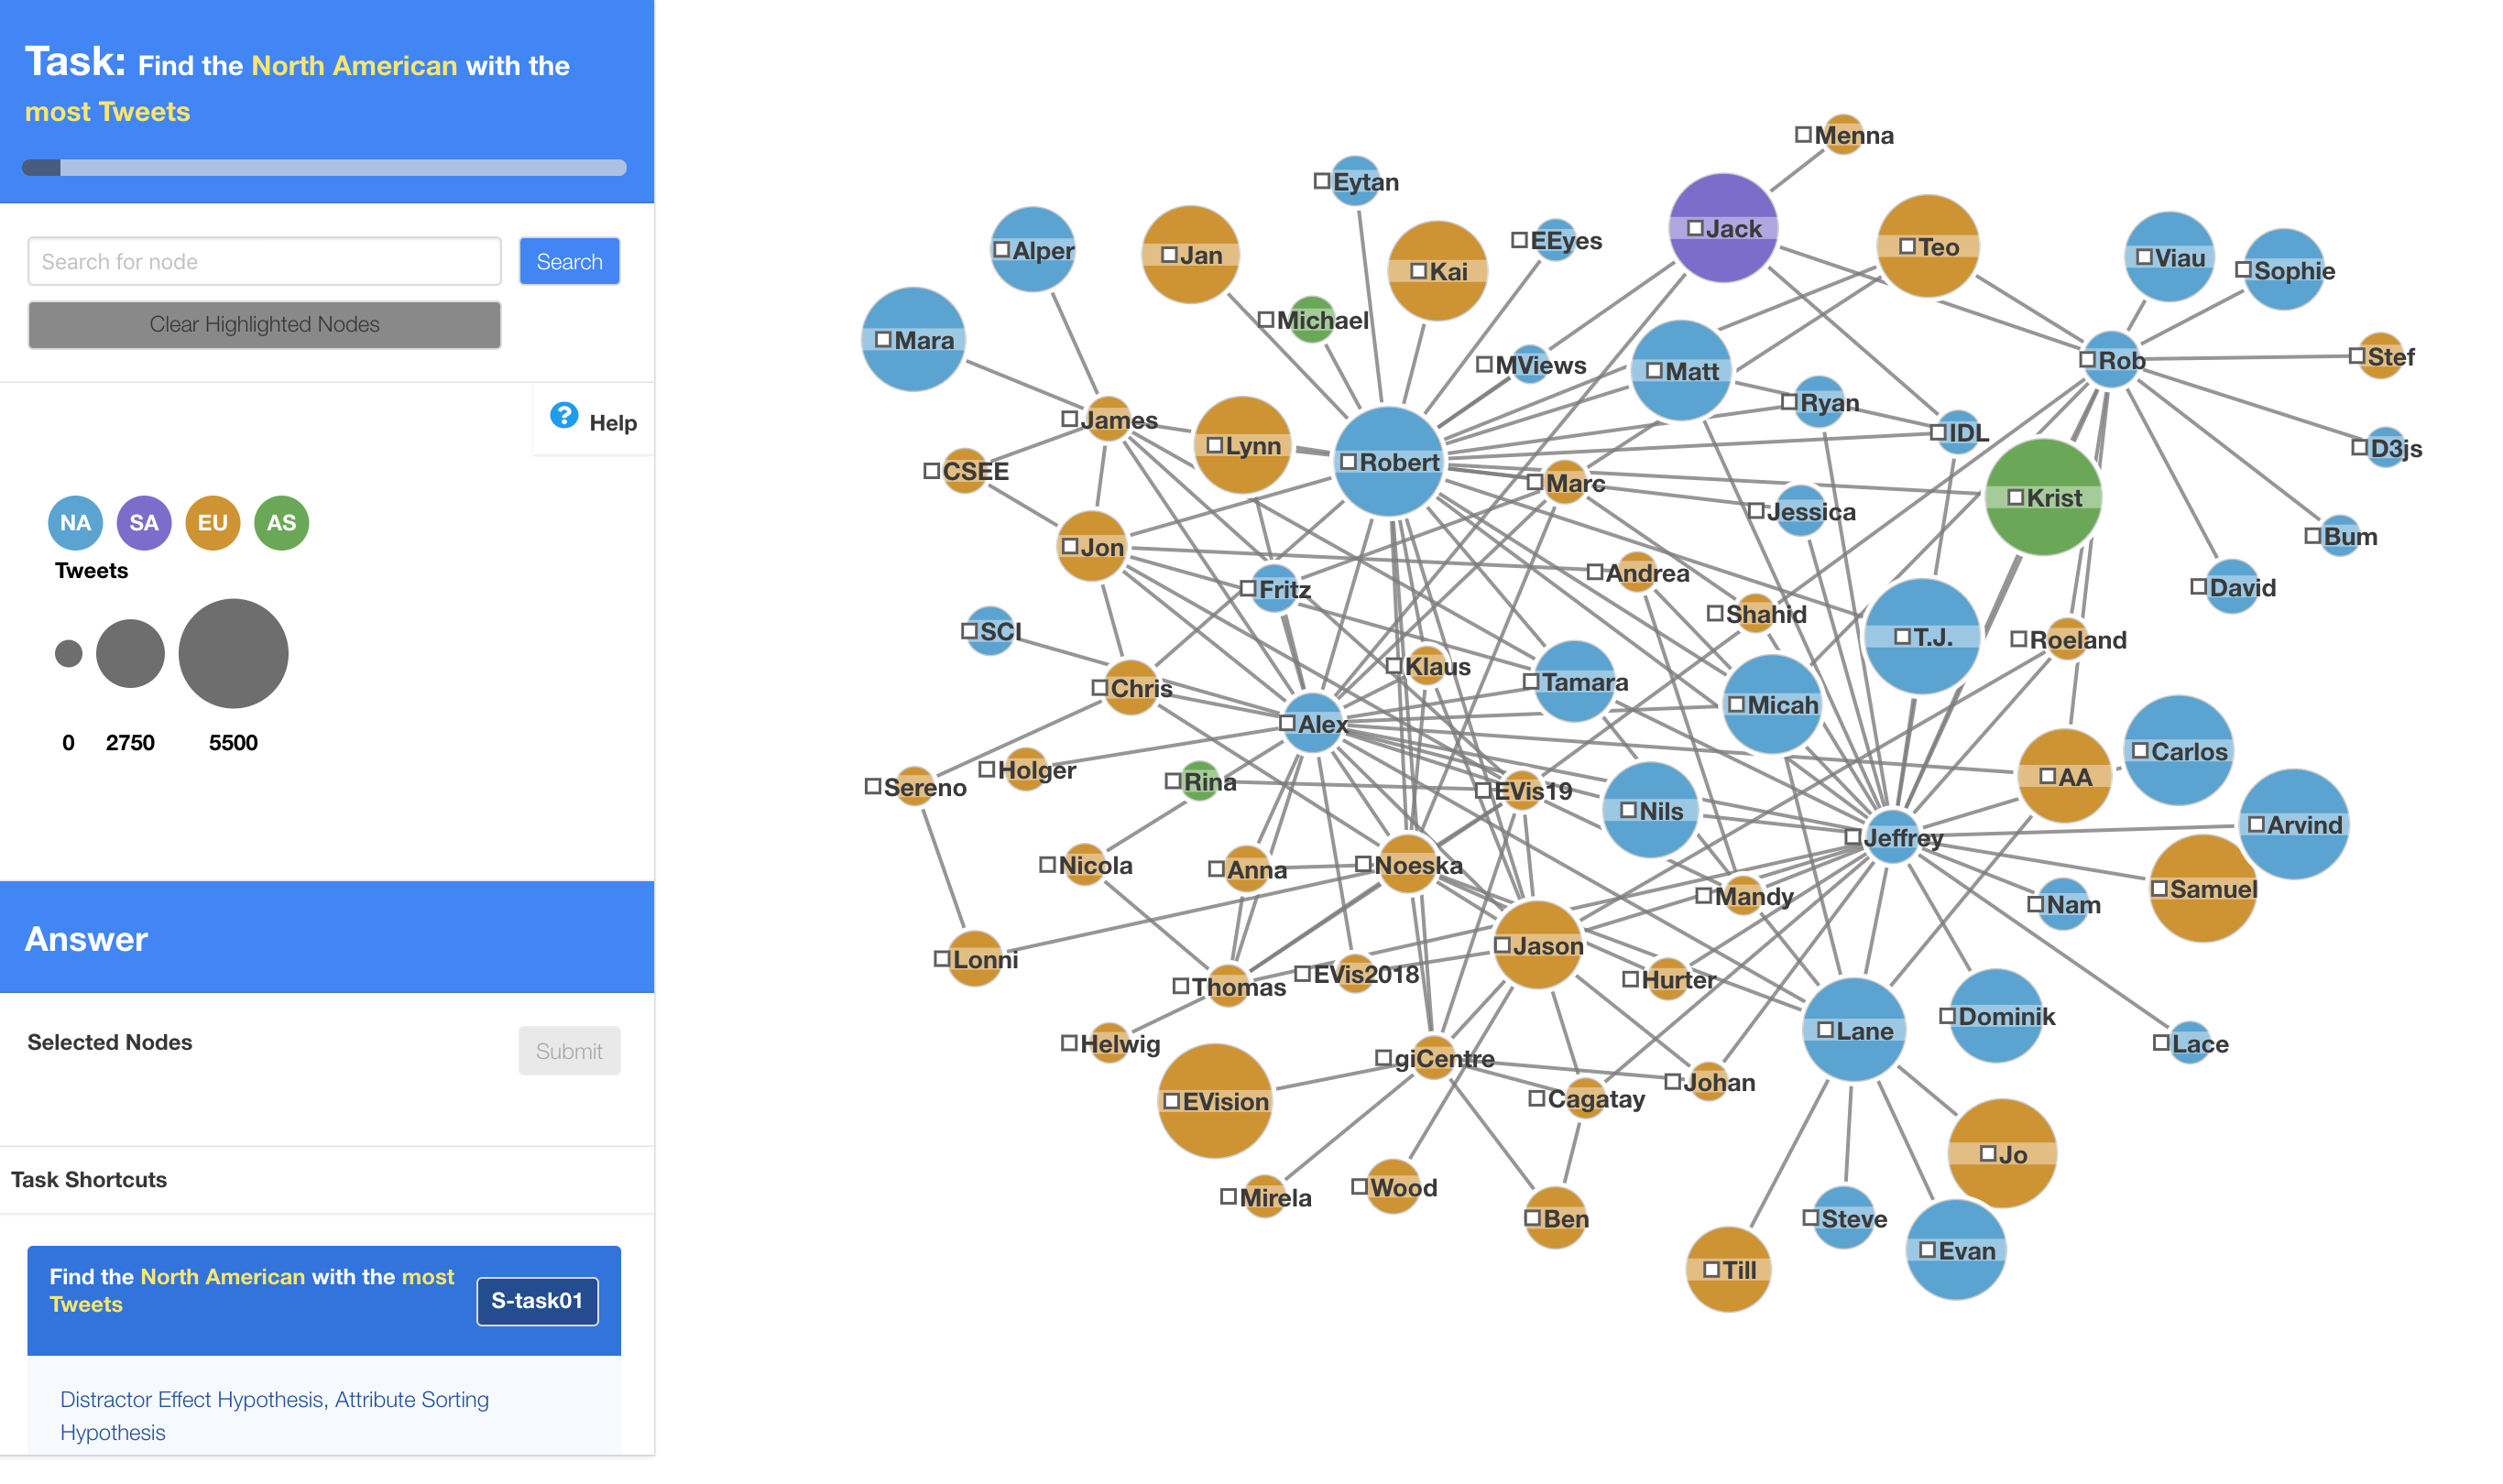 Task: Find the North American with the
most Tweets
Search for node
Search
Clear Highlighted Nodes
? Help
NA SA EU AS
Tweets
0 2750 5500
Answer
Selected Nodes
Submit
Task Shortcuts
Find the North American with the most
Tweets
S-task01
Distractor Effect Hypothesis, Attribute Sorting
Hypothesis
Menna
Eytan
Jack
EEyes
Teo
Alper
Jan
Kai
Viau
Sophie
Michael
Mara
MViews
Matt
Rob
Stef
Ryan
James
IDL
Lynn
D3js
Robert
CSEE
Marc
Krist
Jessica
Bum
Jon
Andrea
David
Fritz
Shahid
SCI
T.J.
Roeland
Klaus
Tamara
Chris
Micah
Alex
Carlos
Holger
AA
Rina
Sereno
EVis19
Nils
Arvind
Jeffrey
Nicola
Anna
Noeska
Samuel
Mandy
Nam
Jason
Lonni
EVis2018
Hurter
Thomas
Dominik
Lane
Helwig
Lace
giCentre
Johan
EVision
Cagatay
Jo
Wood
Mirela
Ben
Steve
Evan
Till